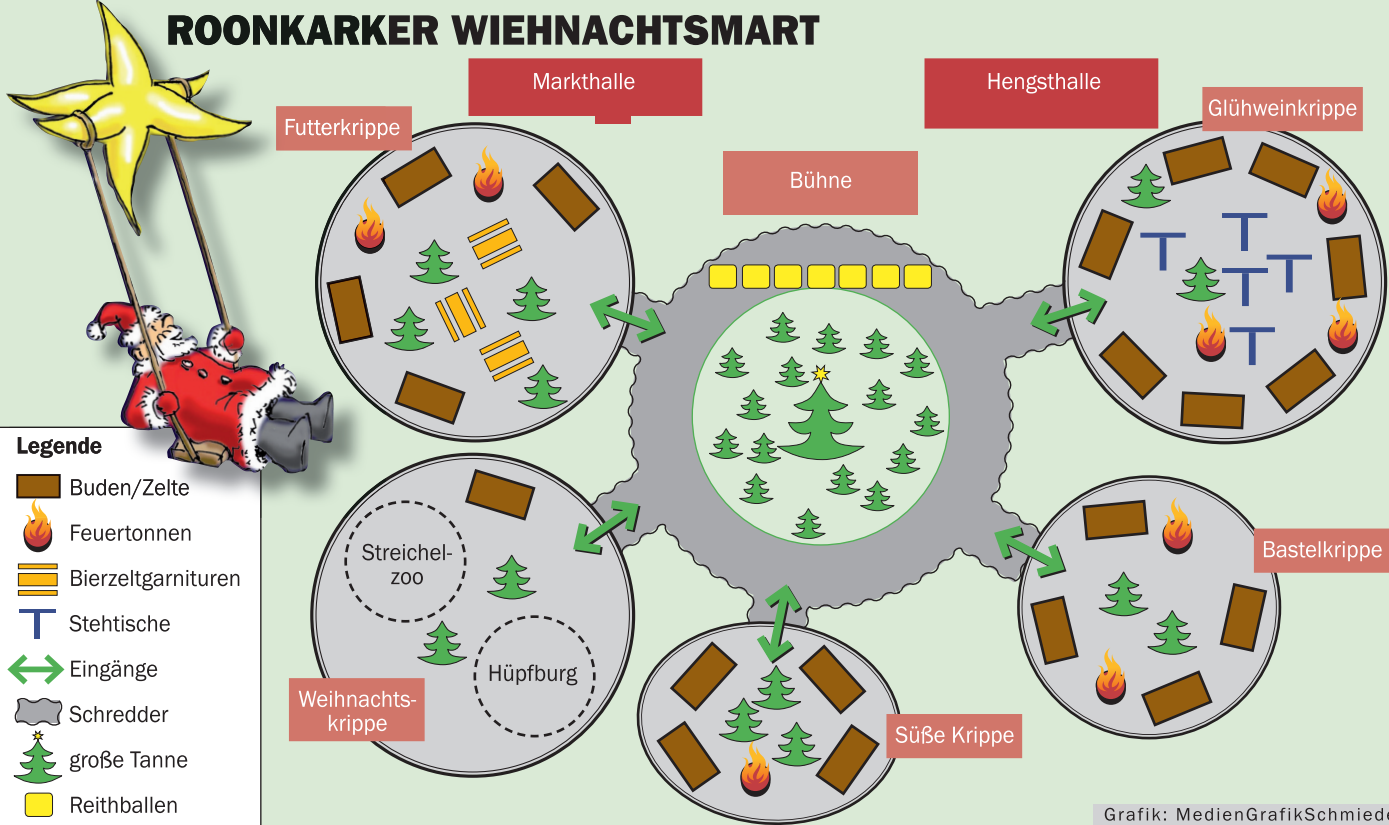 ROONKARKER WIEHNACHTSMART
Markthalle
Hengsthalle
Futterkrippe
Glühweinkrippe
Bühne
Legende
Buden/Zelte
Feuertonnen
Bierzeltgarnituren
Stehtische
Eingänge
Schredder
große Tanne
Reithballen
Streichel-
zoo
Hüpfburg
Weihnachts-
krippe
Süße Krippe
Bastelkrippe
Grafik: MedienGrafikSchmiede